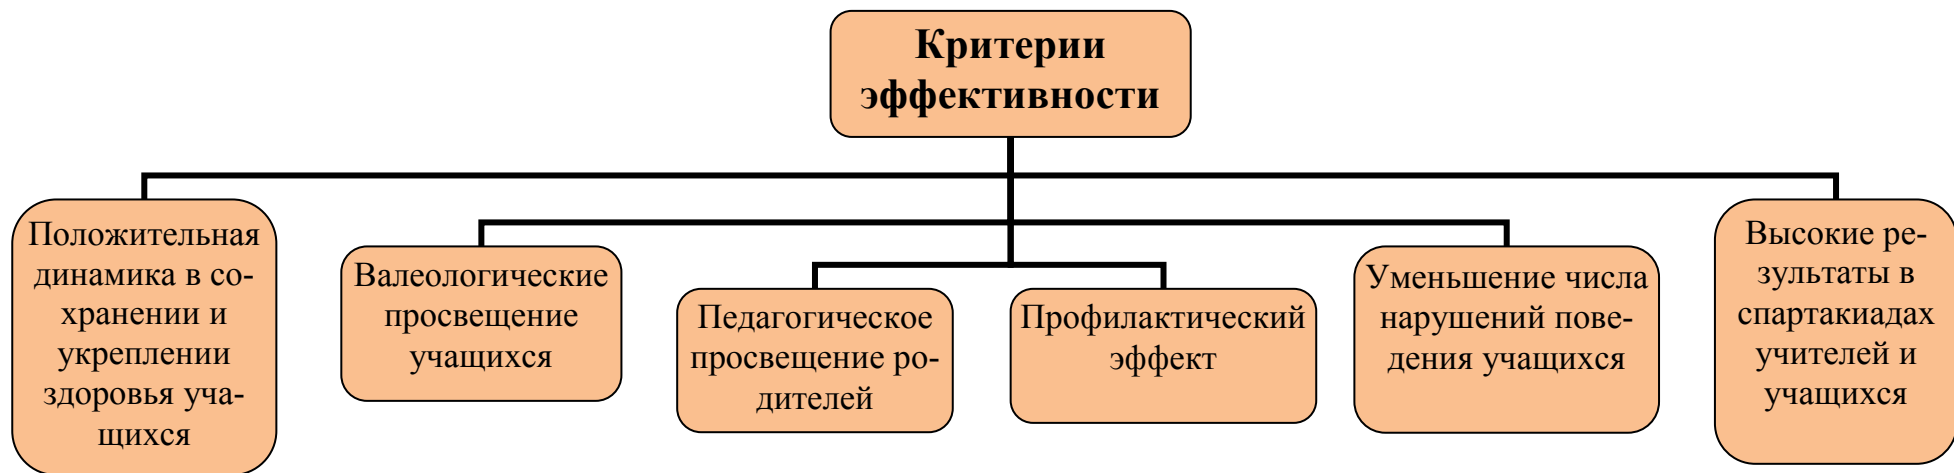 Критерии
эффективности
Положительная
динамика в со-
хранении и
укреплении
здоровья уча-
щихся
Валеологические
просвещение
учащихся
Педагогическое
просвещение ро-
дителей
Профилактический
эффект
Уменьшение числа
нарушений пове-
дения учащихся
Высокие ре-
зультаты в
спартакиадах
учителей и
учащихся